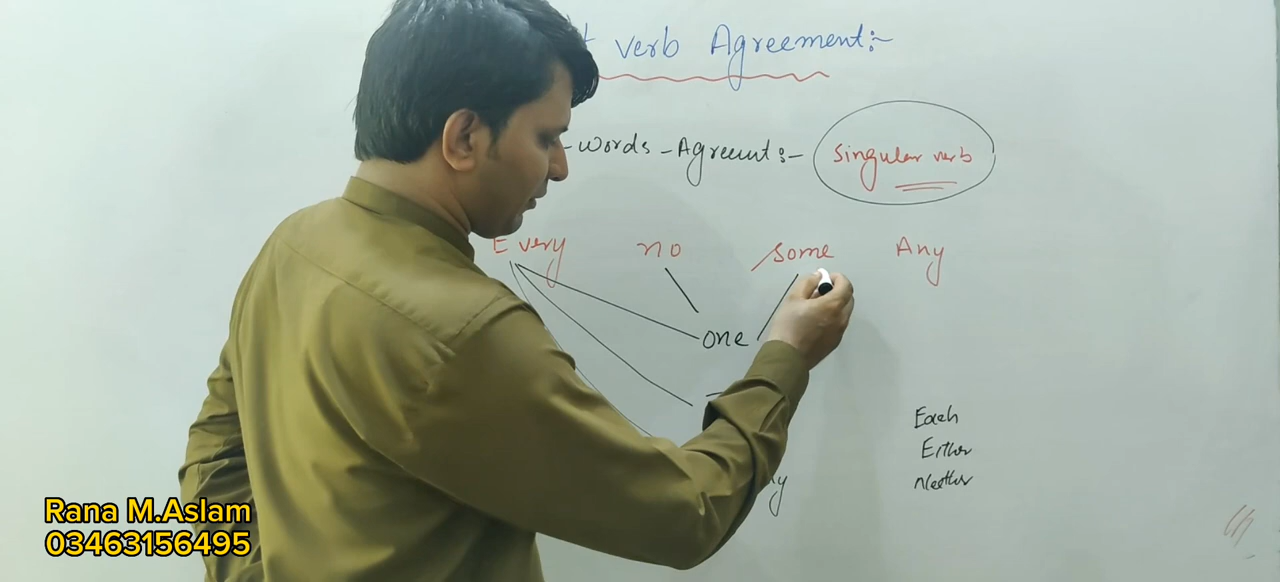 verb Agreement:-
-words-Agreemt:- singular verb
Every no some Any
one
Each
Either
Neither
Rana M.Aslam
03463156495